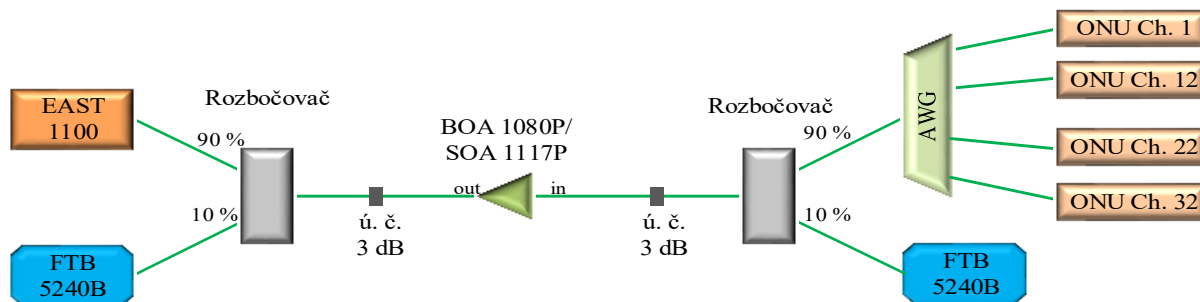 EAST
1100
FTB
5240B
Rozbočovač
90 %
10 %
ú. č.
3 dB
BOA 1080P/
SOA 1117P
out
in
ú. č.
3 dB
Rozbočovač
90 %
10 %
AWG
FTB
5240B
ONU Ch. 1
ONU Ch. 12
ONU Ch. 22
ONU Ch. 32